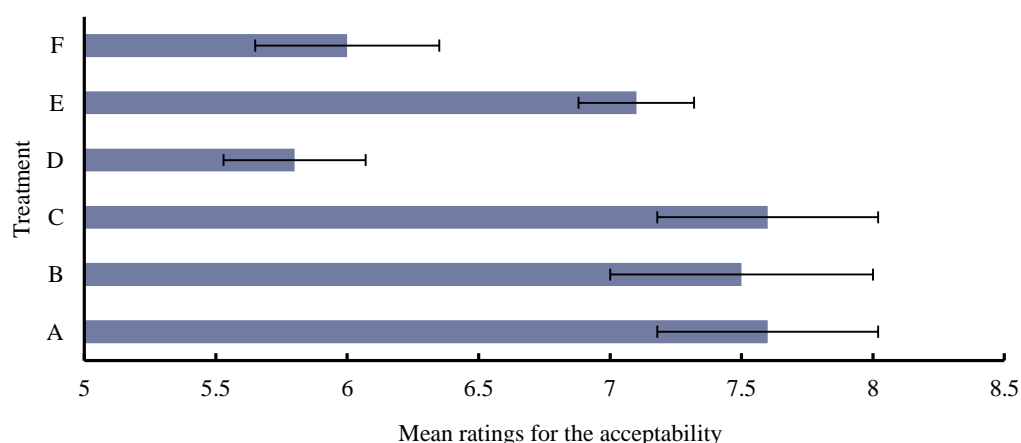 F
E
D
C
B
A
Treatment
5 5.5 6 6.5 7 7.5 8 8.5
Mean ratings for the acceptability